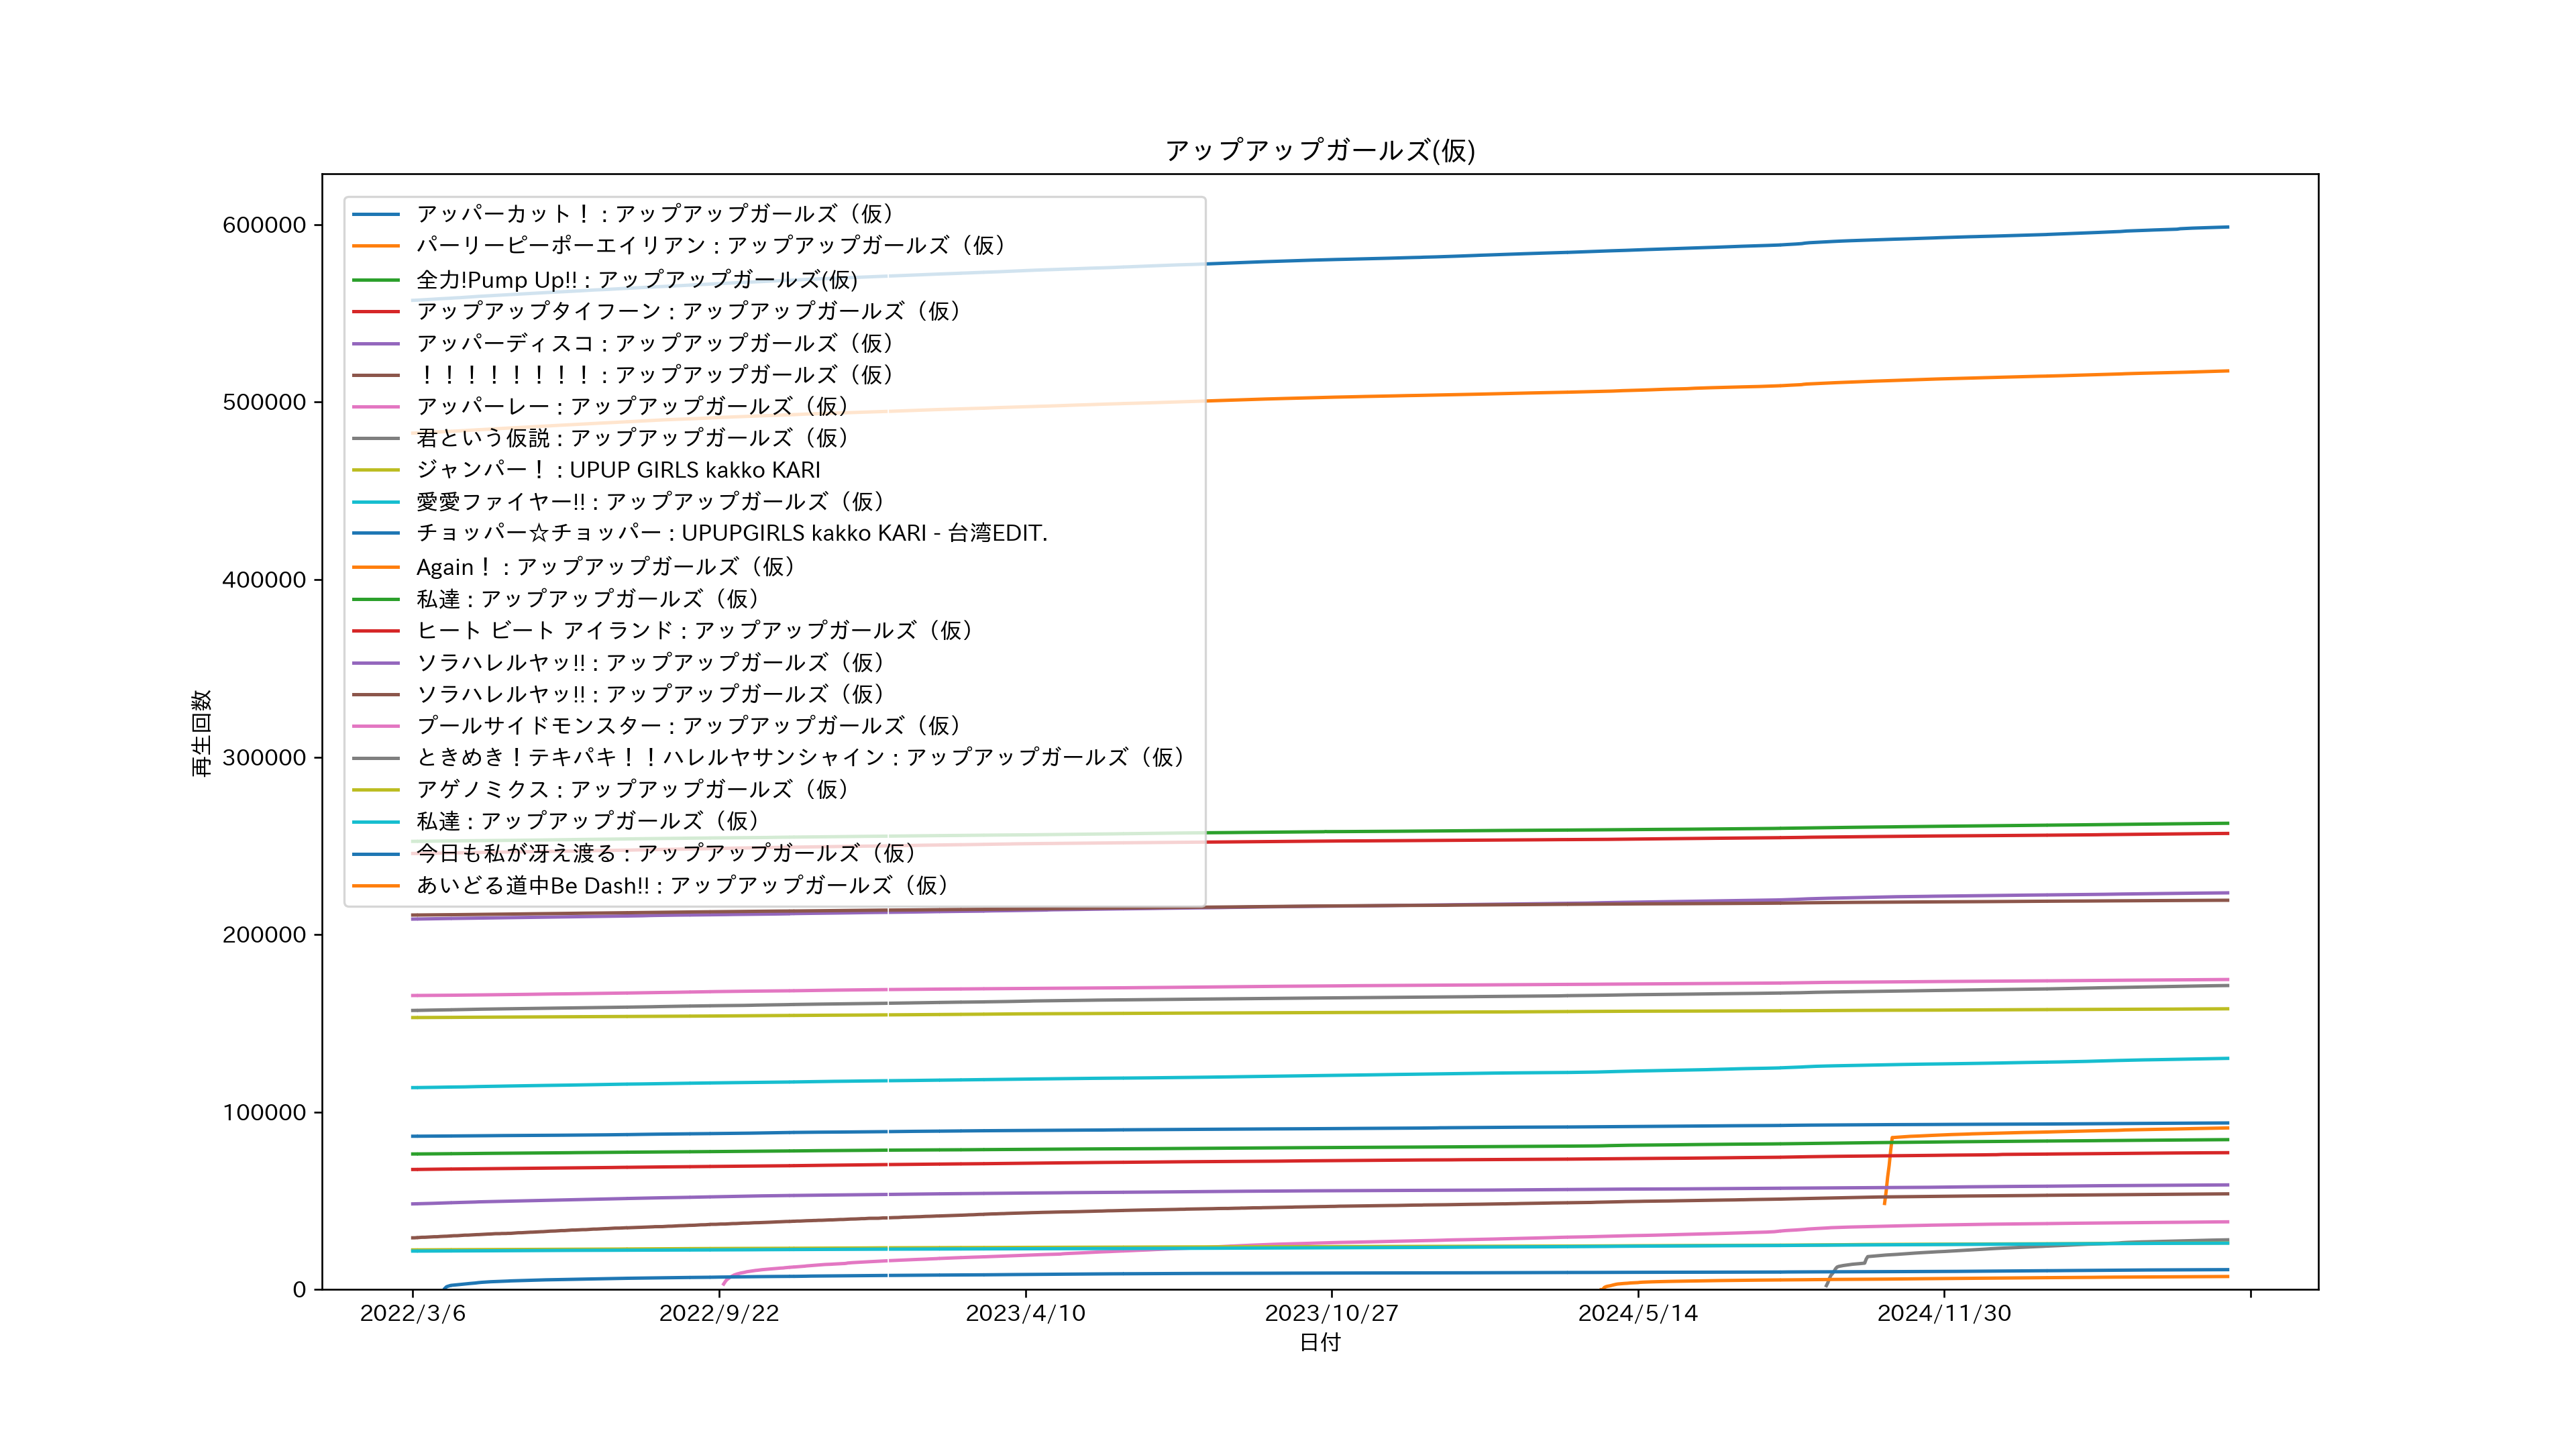 アップアップガールズ(仮)
アッパーカット！ : アップアップガールズ（仮）
パーリーピーポーエイリアン : アップアップガールズ（仮）
全力!Pump Up!! : アップアップガールズ(仮)
アップアップタイフーン : アップアップガールズ（仮）
アッパーディスコ : アップアップガールズ（仮）
！！！！！！！！ : アップアップガールズ（仮）
アッパーレー : アップアップガールズ（仮）
君という仮説 : アップアップガールズ（仮）
ジャンパー！ : UPUP GIRLS kakko KARI
愛愛ファイヤー!! : アップアップガールズ（仮）
チョッパー☆チョッパー : UPUPGIRLS kakko KARI - 台湾EDIT.
Again！ : アップアップガールズ（仮）
私達 : アップアップガールズ（仮）
ヒート ビート アイランド : アップアップガールズ（仮）
ソラハレルヤッ!! : アップアップガールズ（仮）
ソラハレルヤッ!! : アップアップガールズ（仮）
プールサイドモンスター : アップアップガールズ（仮）
ときめき！テキパキ！！ハレルヤサンシャイン : アップアップガールズ（仮）
アゲノミクス : アップアップガールズ（仮）
私達 : アップアップガールズ（仮）
今日も私が冴え渡る : アップアップガールズ（仮）
あいどる道中Be Dash!! : アップアップガールズ（仮）
再生回数
600000
500000
400000
300000
200000
100000
0
2022/3/6
2022/9/22
2023/4/10
2023/10/27
2024/5/14
2024/11/30
日付